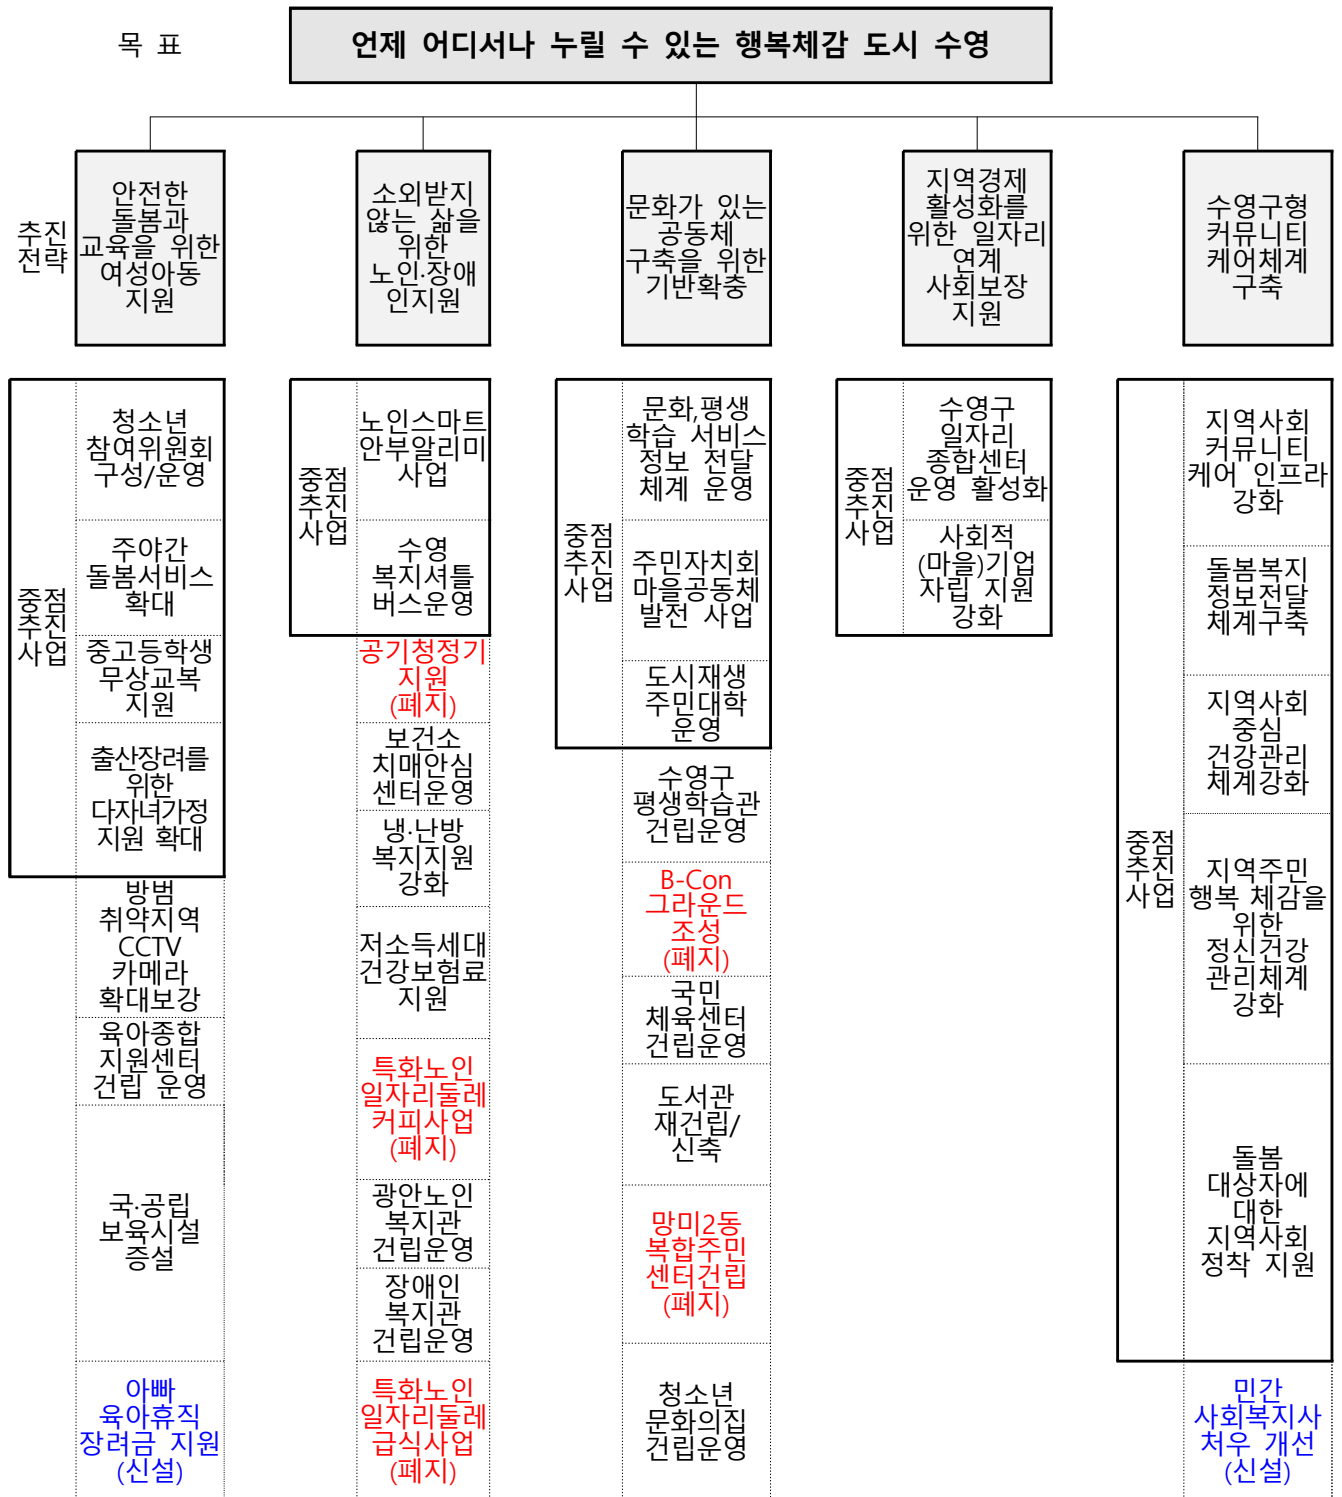 목 표
언제 어디서나 누릴 수 있는 행복체감 도시 수영
추진
전략
안전한
돌봄과
교육을 위한
여성아동
지원
소외받지
않는 삶을
위한
노인·장애
인지원
문화가 있는
공동체
구축을 위한
기반확충
지역경제
활성화를
위한 일자리
연계
사회보장
지원
수영구형
커뮤니티
케어체계
구축
중점
추진
사업
청소년
참여위원회
구성/운영
주야간
돌봄서비스
확대
중고등학생
무상교복
지원
출산장려를
위한
다자녀가정
지원 확대
방범
취약지역
CCTV
카메라
확대보강
육아종합
지원센터
건립 운영
국·공립
보육시설
증설
아빠
육아휴직
장려금 지원
(신설)
중점
추진
사업
노인스마트
안부알리미
사업
수영
복지셔틀
버스운영
공기청정기
지원
(폐지)
보건소
치매안심
센터운영
냉·난방
복지지원
강화
저소득세대
건강보험료
지원
특화노인
일자리둘레
커피사업
(폐지)
광안노인
복지관
건립운영
장애인
복지관
건립운영
특화노인
일자리둘레
급식사업
(폐지)
중점
추진
사업
문화,평생
학습 서비스
정보 전달
체계 운영
주민자치회
마을공동체
발전 사업
도시재생
주민대학
운영
수영구
평생학습관
건립운영
B-Con
그라운드
조성
(폐지)
국민
체육센터
건립운영
도서관
재건립/
신축
망미2동
복합주민
센터건립
(폐지)
청소년
문화의집
건립운영
중점
추진
사업
수영구
일자리
종합센터
운영 활성화
사회적
(마을)기업
자립 지원
강화
중점
추진
사업
지역사회
커뮤니티
케어 인프라
강화
돌봄복지
정보전달
체계구축
지역사회
중심
건강관리
체계강화
지역주민
행복 체감을
위한
정신건강
관리체계
강화
돌봄
대상자에
대한
지역사회
정착 지원
민간
사회복지사
처우 개선
(신설)